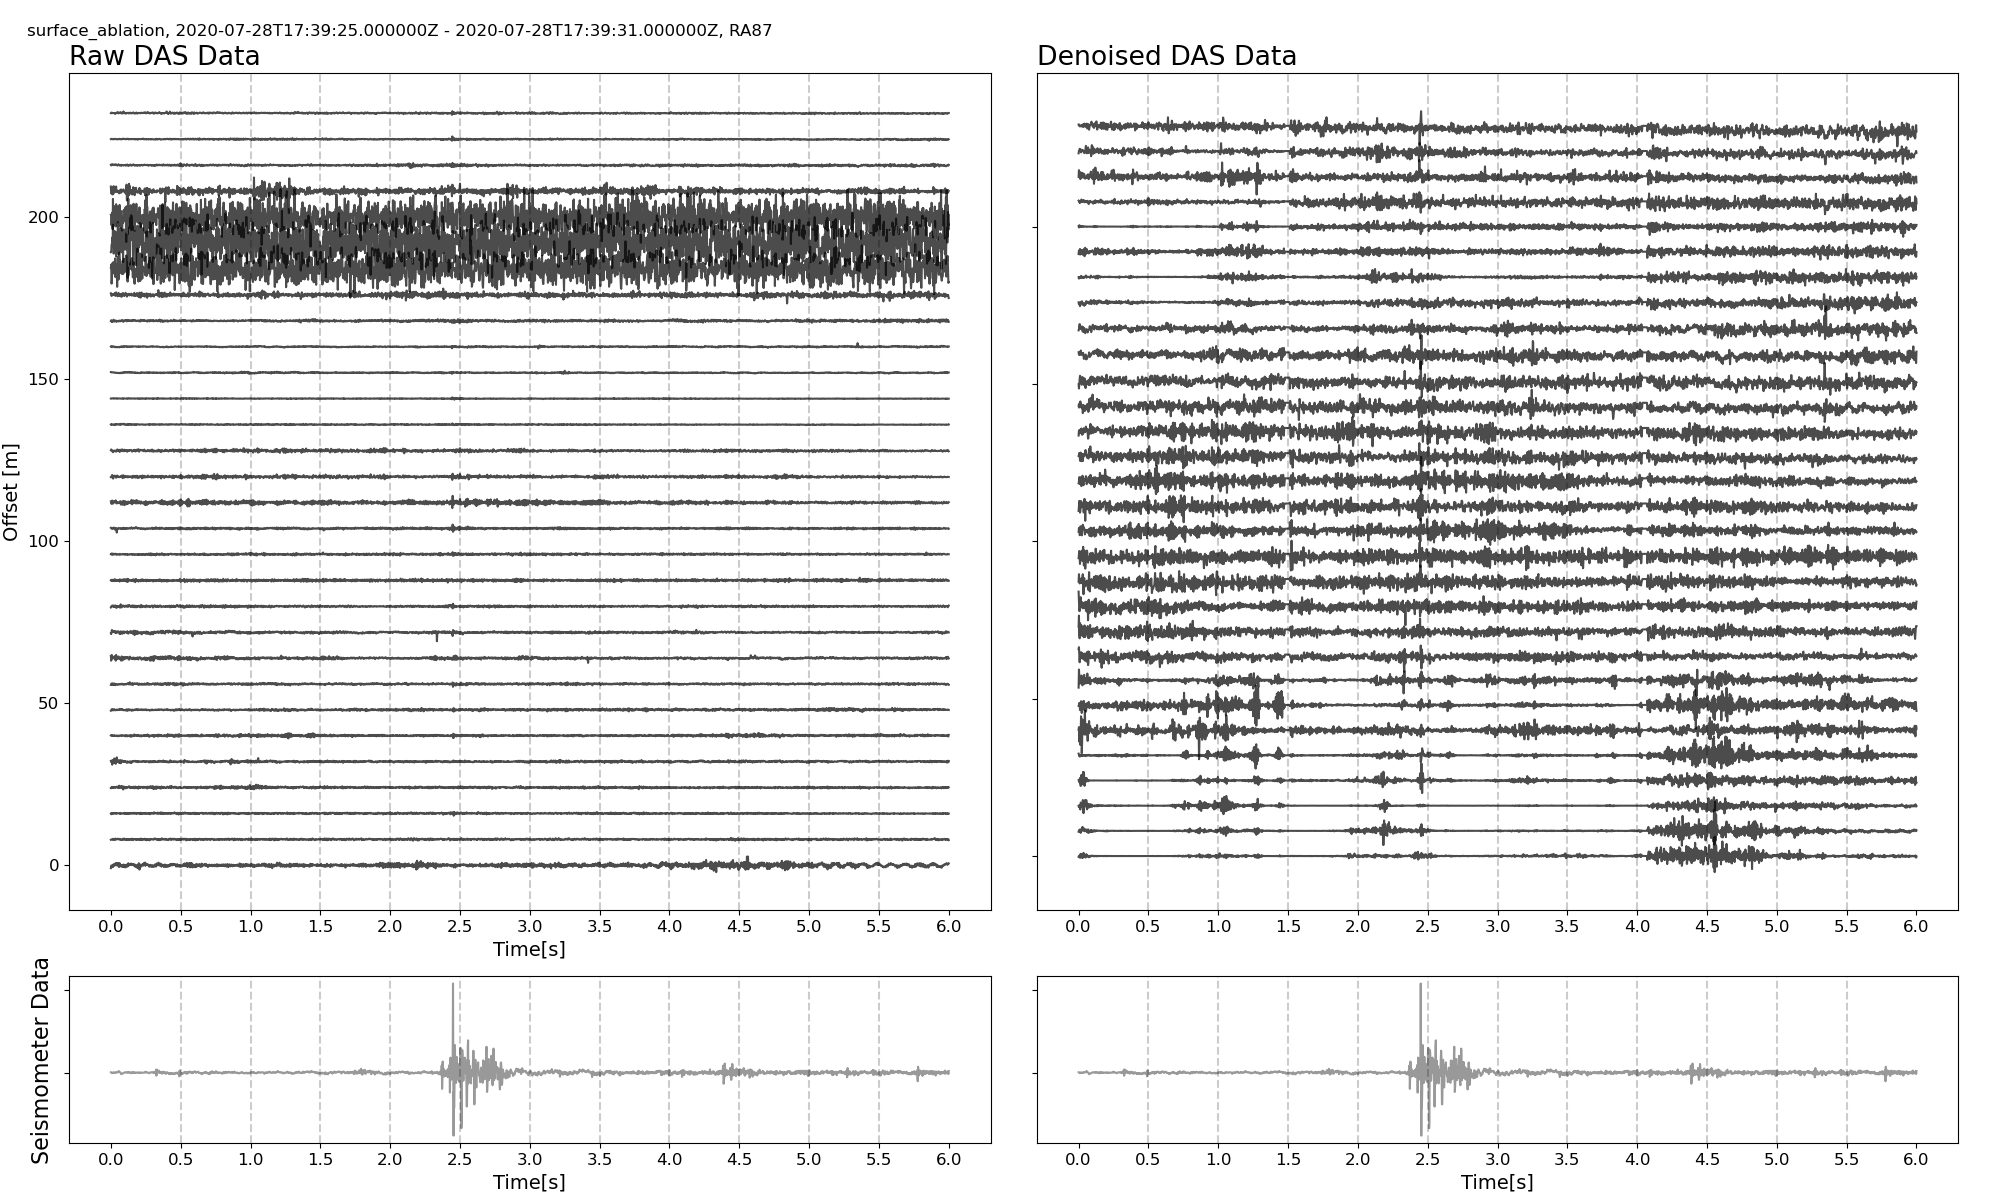 surface_ablation, 2020-07-28T17:39:25.000000Z - 2020-07-28T17:39:31.000000Z, RA87
Raw DAS Data
Denoised DAS Data
Offset [m]
200
150
100
50
0
0.0 0.5 1.0 1.5 2.0 2.5 3.0 3.5 4.0 4.5 5.0 5.5 6.0
Time[s]
0.0 0.5 1.0 1.5 2.0 2.5 3.0 3.5 4.0 4.5 5.0 5.5 6.0
Seismometer Data
0.0 0.5 1.0 1.5 2.0 2.5 3.0 3.5 4.0 4.5 5.0 5.5 6.0
Time[s]
0.0 0.5 1.0 1.5 2.0 2.5 3.0 3.5 4.0 4.5 5.0 5.5 6.0
Time[s]